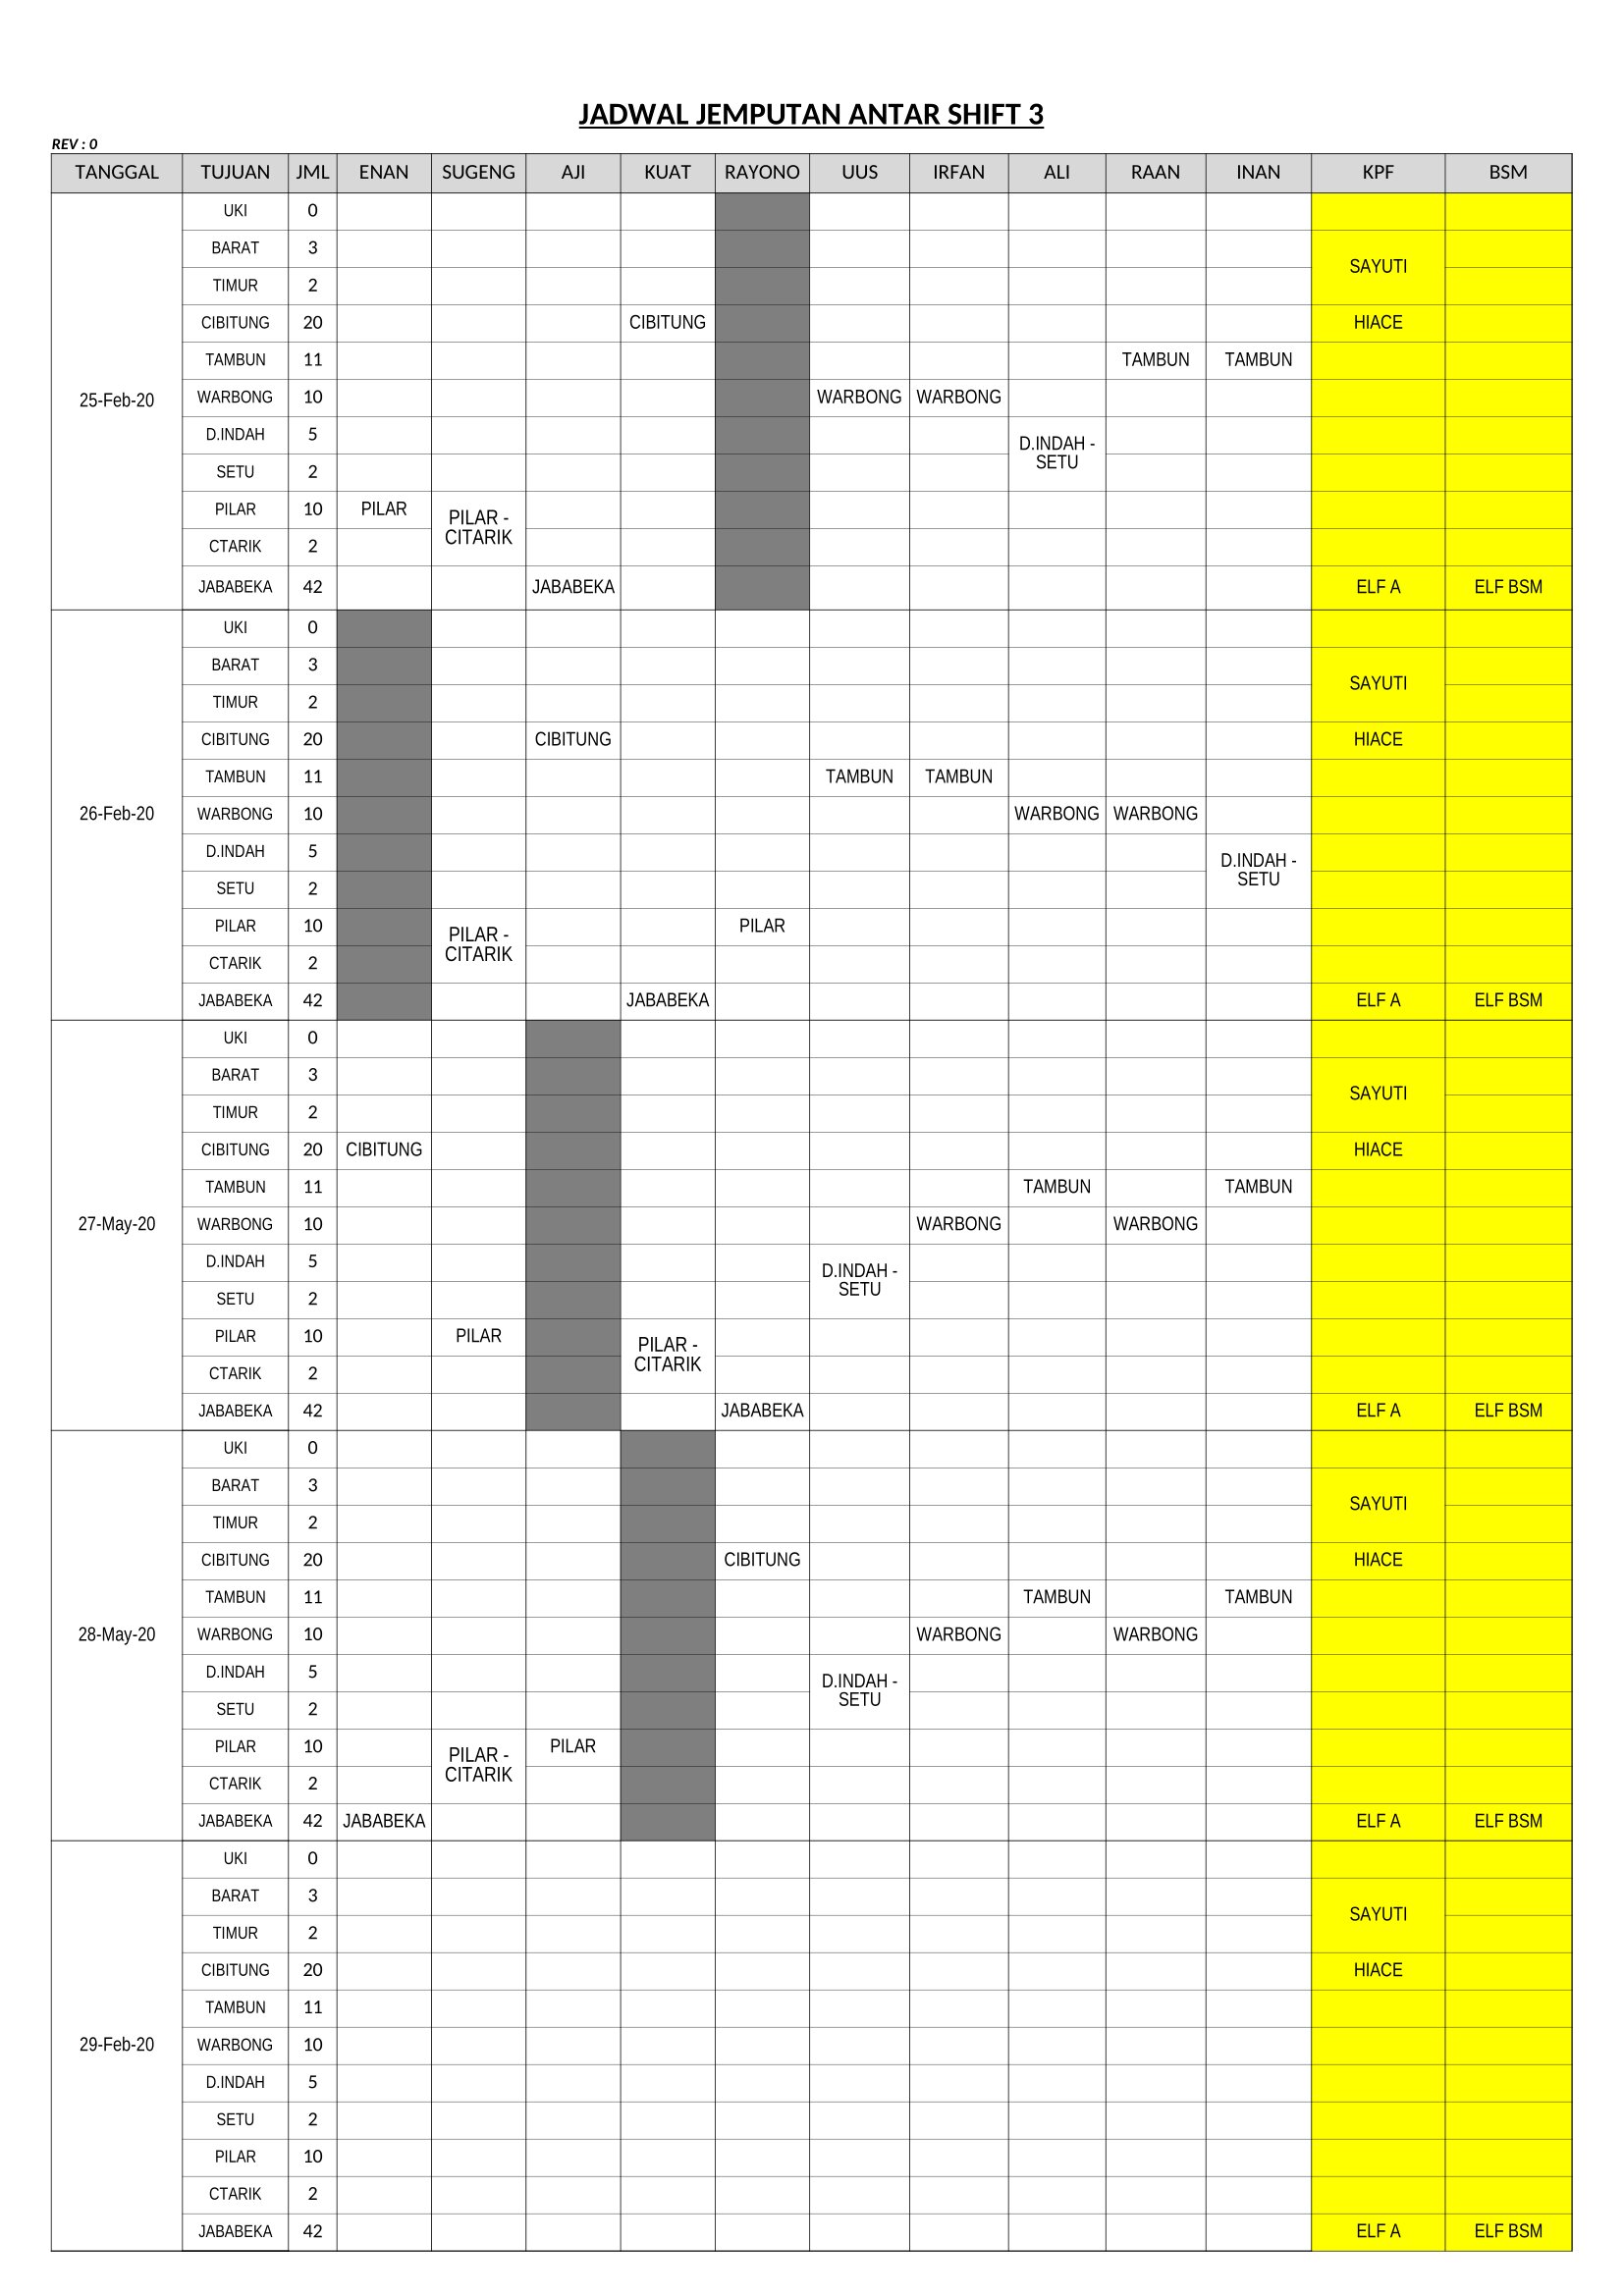 JADWAL JEMPUTAN ANTAR SHIFT 3
REV : 0
TANGGAL TUJUAN JML ENAN SUGENG AJI KUAT RAYONO UUS IRFAN ALI RAAN INAN KPF BSM
25-Feb-20
UKI 0
BARAT 3
SAYUTI
TIMUR 2
CIBITUNG 20 CIBITUNG HIACE
TAMBUN 11 TAMBUN TAMBUN
WARBONG 10 WARBONG WARBONG
D.INDAH 5
D.INDAH -
SETU
SETU 2
PILAR 10 PILAR
PILAR -
CITARIK
CTARIK 2
JABABEKA 42 JABABEKA ELF A ELF BSM
26-Feb-20
UKI 0
BARAT 3
SAYUTI
TIMUR 2
CIBITUNG 20 CIBITUNG HIACE
TAMBUN 11 TAMBUN TAMBUN
WARBONG 10 WARBONG WARBONG
D.INDAH 5
D.INDAH -
SETU
SETU 2
PILAR 10 PILAR
PILAR -
CITARIK
CTARIK 2
JABABEKA 42 JABABEKA ELF A ELF BSM
27-May-20
UKI 0
BARAT 3
SAYUTI
TIMUR 2
CIBITUNG 20 CIBITUNG HIACE
TAMBUN 11 TAMBUN TAMBUN
WARBONG 10 WARBONG WARBONG
D.INDAH 5
D.INDAH -
SETU
SETU 2
PILAR 10 PILAR
PILAR -
CITARIK
CTARIK 2
JABABEKA 42 JABABEKA ELF A ELF BSM
28-May-20
UKI 0
BARAT 3
SAYUTI
TIMUR 2
CIBITUNG 20 CIBITUNG HIACE
TAMBUN 11 TAMBUN TAMBUN
WARBONG 10 WARBONG WARBONG
D.INDAH 5
D.INDAH -
SETU
SETU 2
PILAR 10 PILAR
PILAR -
CITARIK
CTARIK 2
JABABEKA 42 JABABEKA ELF A ELF BSM
29-Feb-20
UKI 0
BARAT 3
SAYUTI
TIMUR 2
CIBITUNG 20 HIACE
TAMBUN 11
WARBONG 10
D.INDAH 5
SETU 2
PILAR 10
CTARIK 2
JABABEKA 42 ELF A ELF BSM